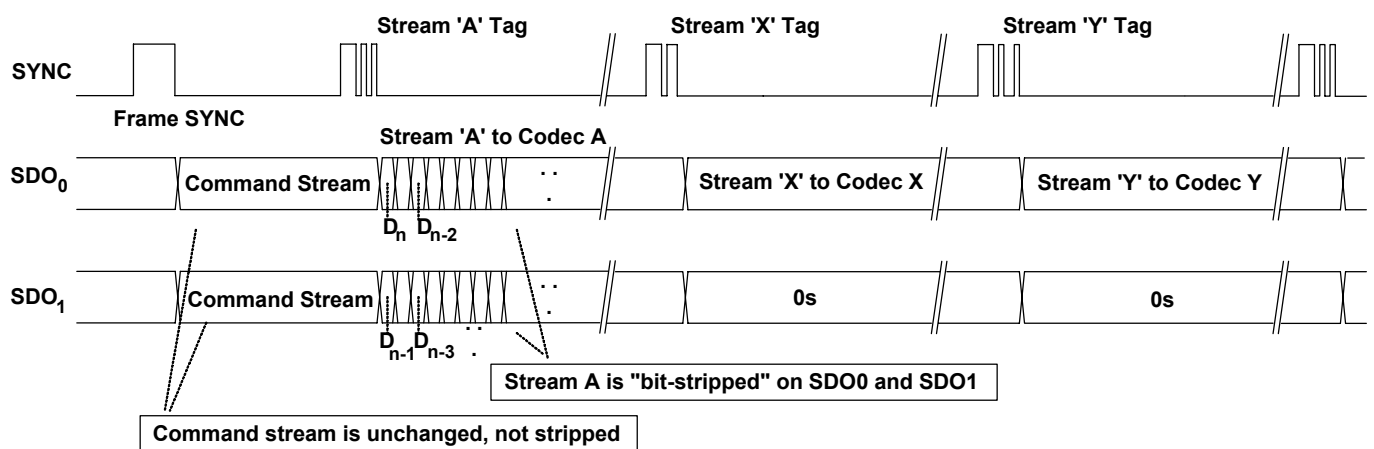 Stream 'A' Tag
Stream 'X' Tag
Stream 'Y' Tag
SYNC
Frame SYNC
Stream 'A' to Codec A
SDO0
Command Stream
. .
.
Stream 'X' to Codec X
Stream 'Y' to Codec Y
Dn
Dn-2
SDO1
Command Stream
. .
.
0s
0s
Dn-1
Dn-3
. .
.
Stream A is "bit-stripped" on SDO0 and SDO1
Command stream is unchanged, not stripped